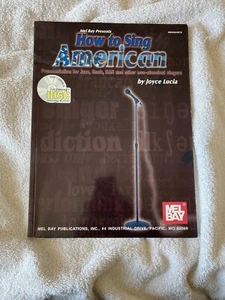 Mel Bay Presents
How to Sing
American
Pronunciation for Jazz, Rock, R&B and other non-classical singers
by Joyce Lucia
diction
MEL
BAY
MEL BAY PUBLICATIONS, INC., #4 INDUSTRIAL DRIVE, PACIFIC, MO 63069